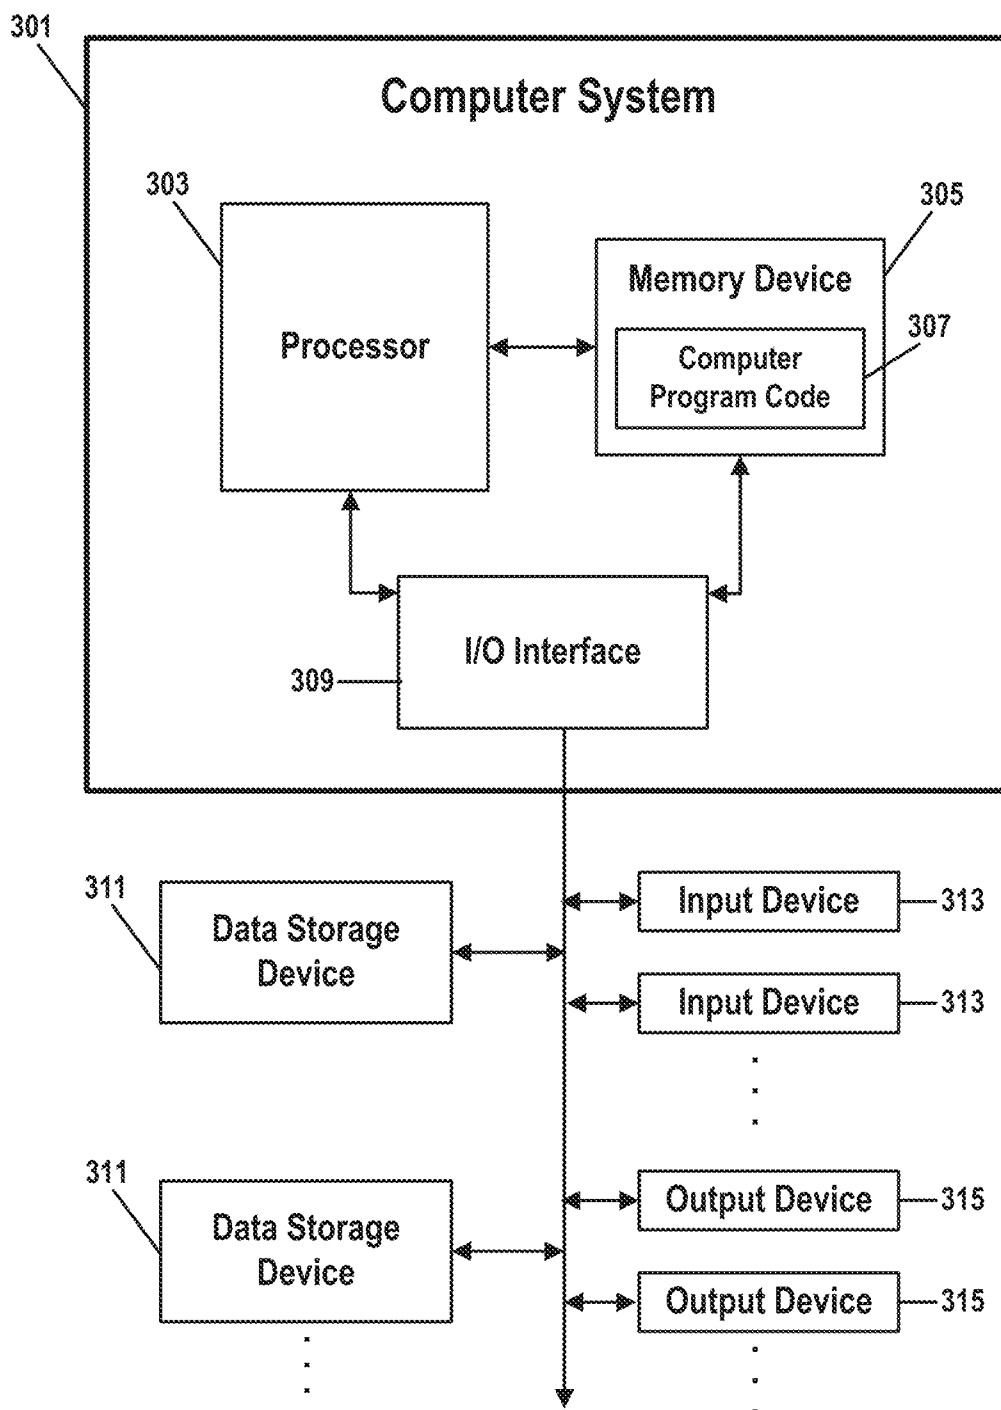 301
Computer System
303
305
Memory Device
307
Processor
Computer
Program Code
I/O Interface
309
311
Input Device
313
Data Storage
Device
Input Device
313
311
Output Device
315
Data Storage
Device
Output Device
315